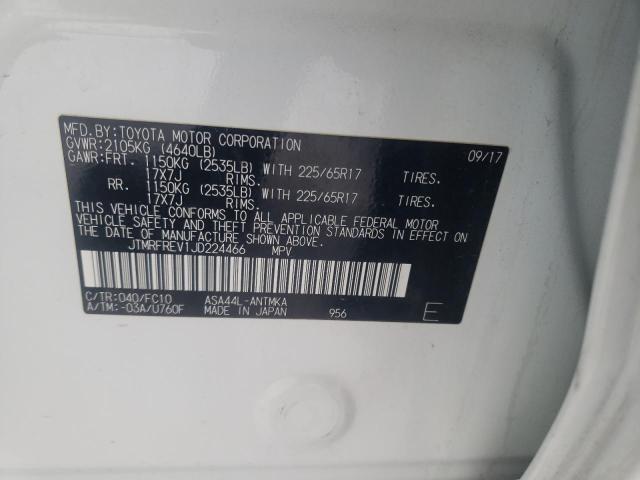 MFD.BY:TOYOTA MOTOR CORPORATION 09/17
GVWR:2105KG (4640LB)
GAWR:FRT. 1150KG (2535LB) WITH 225/65R17 TIRES.
17X7J RIMS.
RR. 1150KG (2535LB) WITH 225/65R17 TIRES.
17X7J RIMS.
THIS VEHICLE CONFORMS TO ALL APPLICABLE FEDERAL MOTOR
VEHICLE SAFETY AND THEFT PREVENTION STANDARDS IN EFFECT ON
THE DATE OF MANUFACTURE SHOWN ABOVE.
JTMRFREV1JD224466 MPV
C/TR:040/FC10 ASA44L-ANTMKA
A/TM:-03A/U760F MADE IN JAPAN 956 E